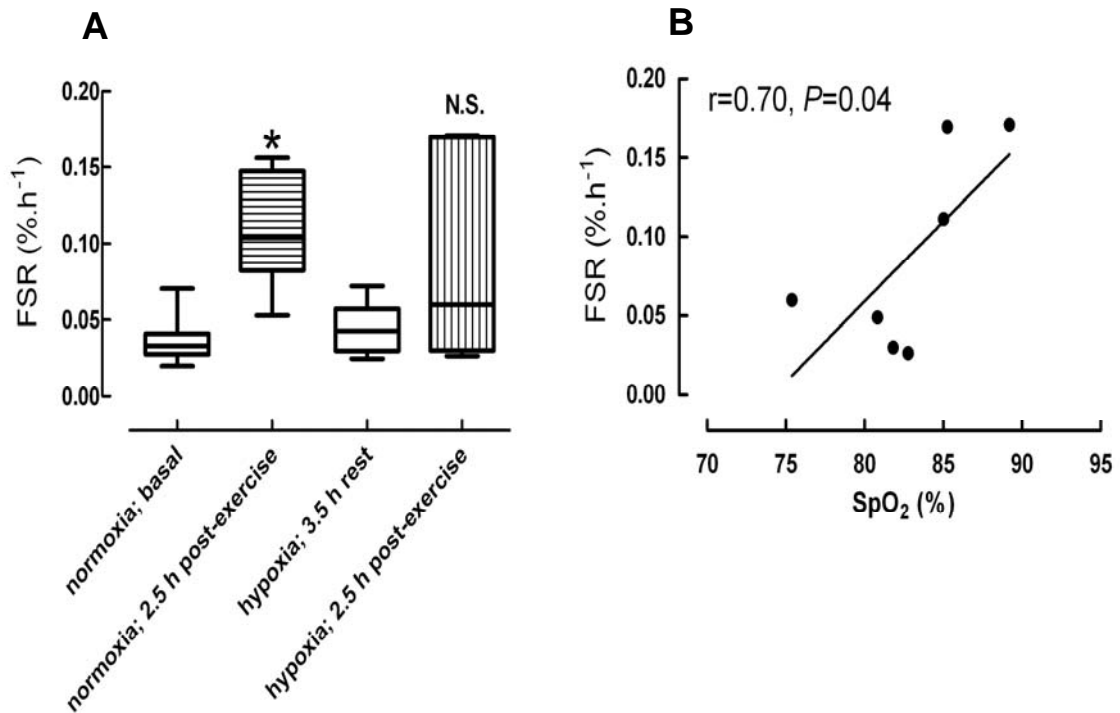 A
FSR (%.h⁻¹)
0.20
0.15
0.10
0.05
0.00
*
N.S.
normoxia; basal
normoxia; 2.5 h post-exercise
hypoxia; 3.5 h rest
hypoxia; 2.5 h post-exercise
B
r=0.70, P=0.04
FSR (%.h⁻¹)
0.20
0.15
0.10
0.05
0.00
70 75 80 85 90 95
SpO₂ (%)